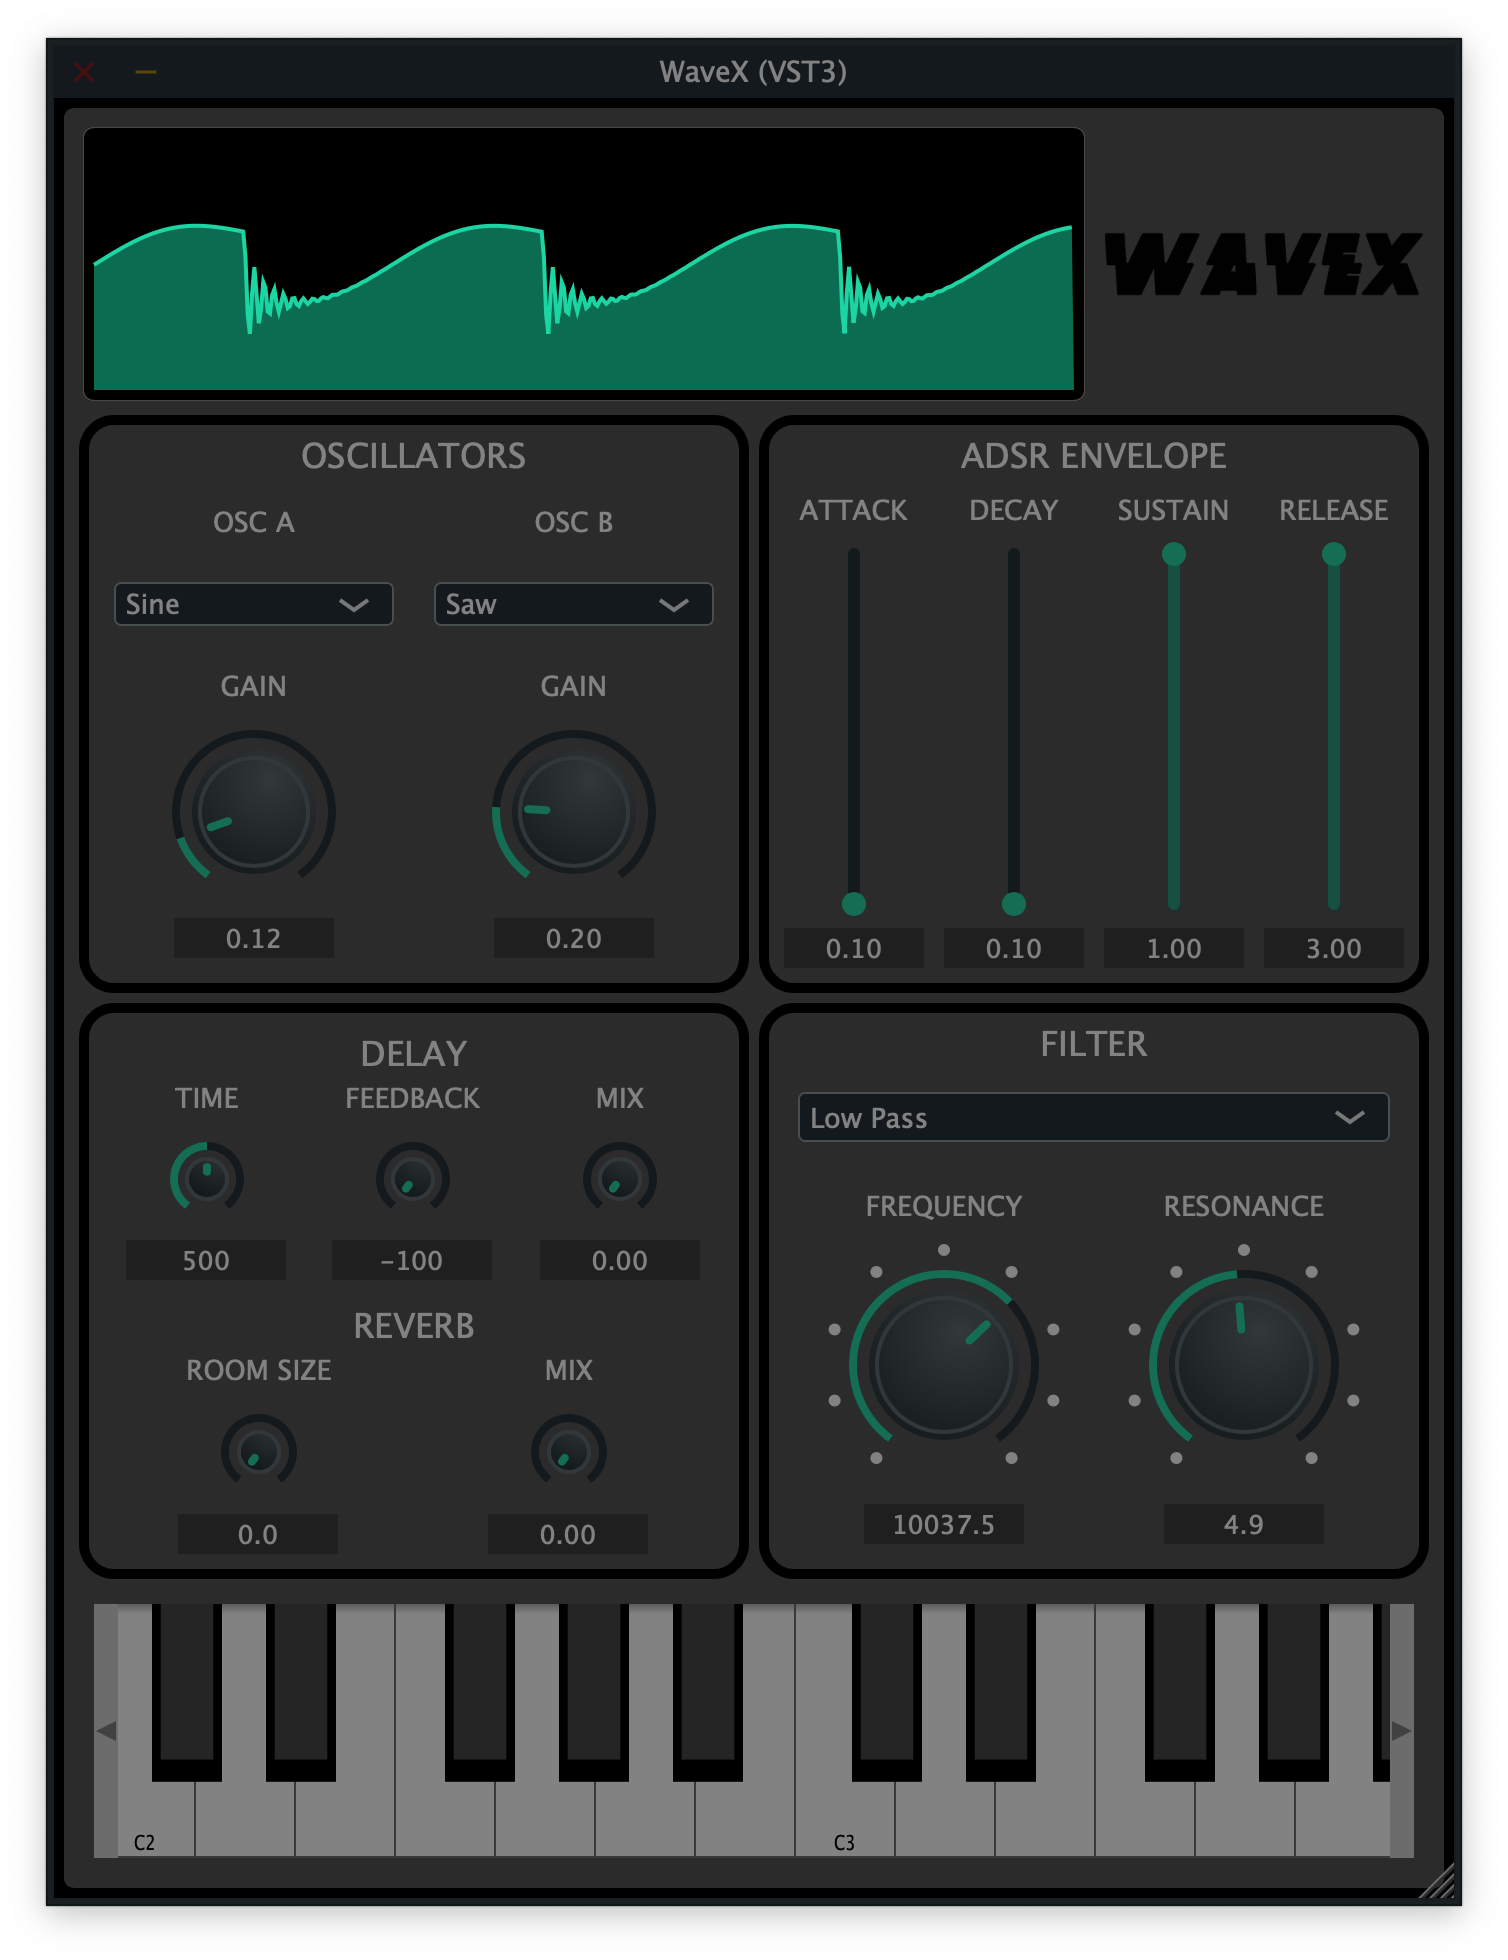 WaveX (VST3)
WAVEX
OSCILLATORS
OSC A OSC B
Sine Saw
GAIN GAIN
0.12 0.20
ADSR ENVELOPE
ATTACK DECAY SUSTAIN RELEASE
0.10 0.10 1.00 3.00
DELAY
TIME FEEDBACK MIX
500 -100 0.00
REVERB
ROOM SIZE MIX
0.0 0.00
FILTER
Low Pass
FREQUENCY RESONANCE
10037.5 4.9
C2 C3